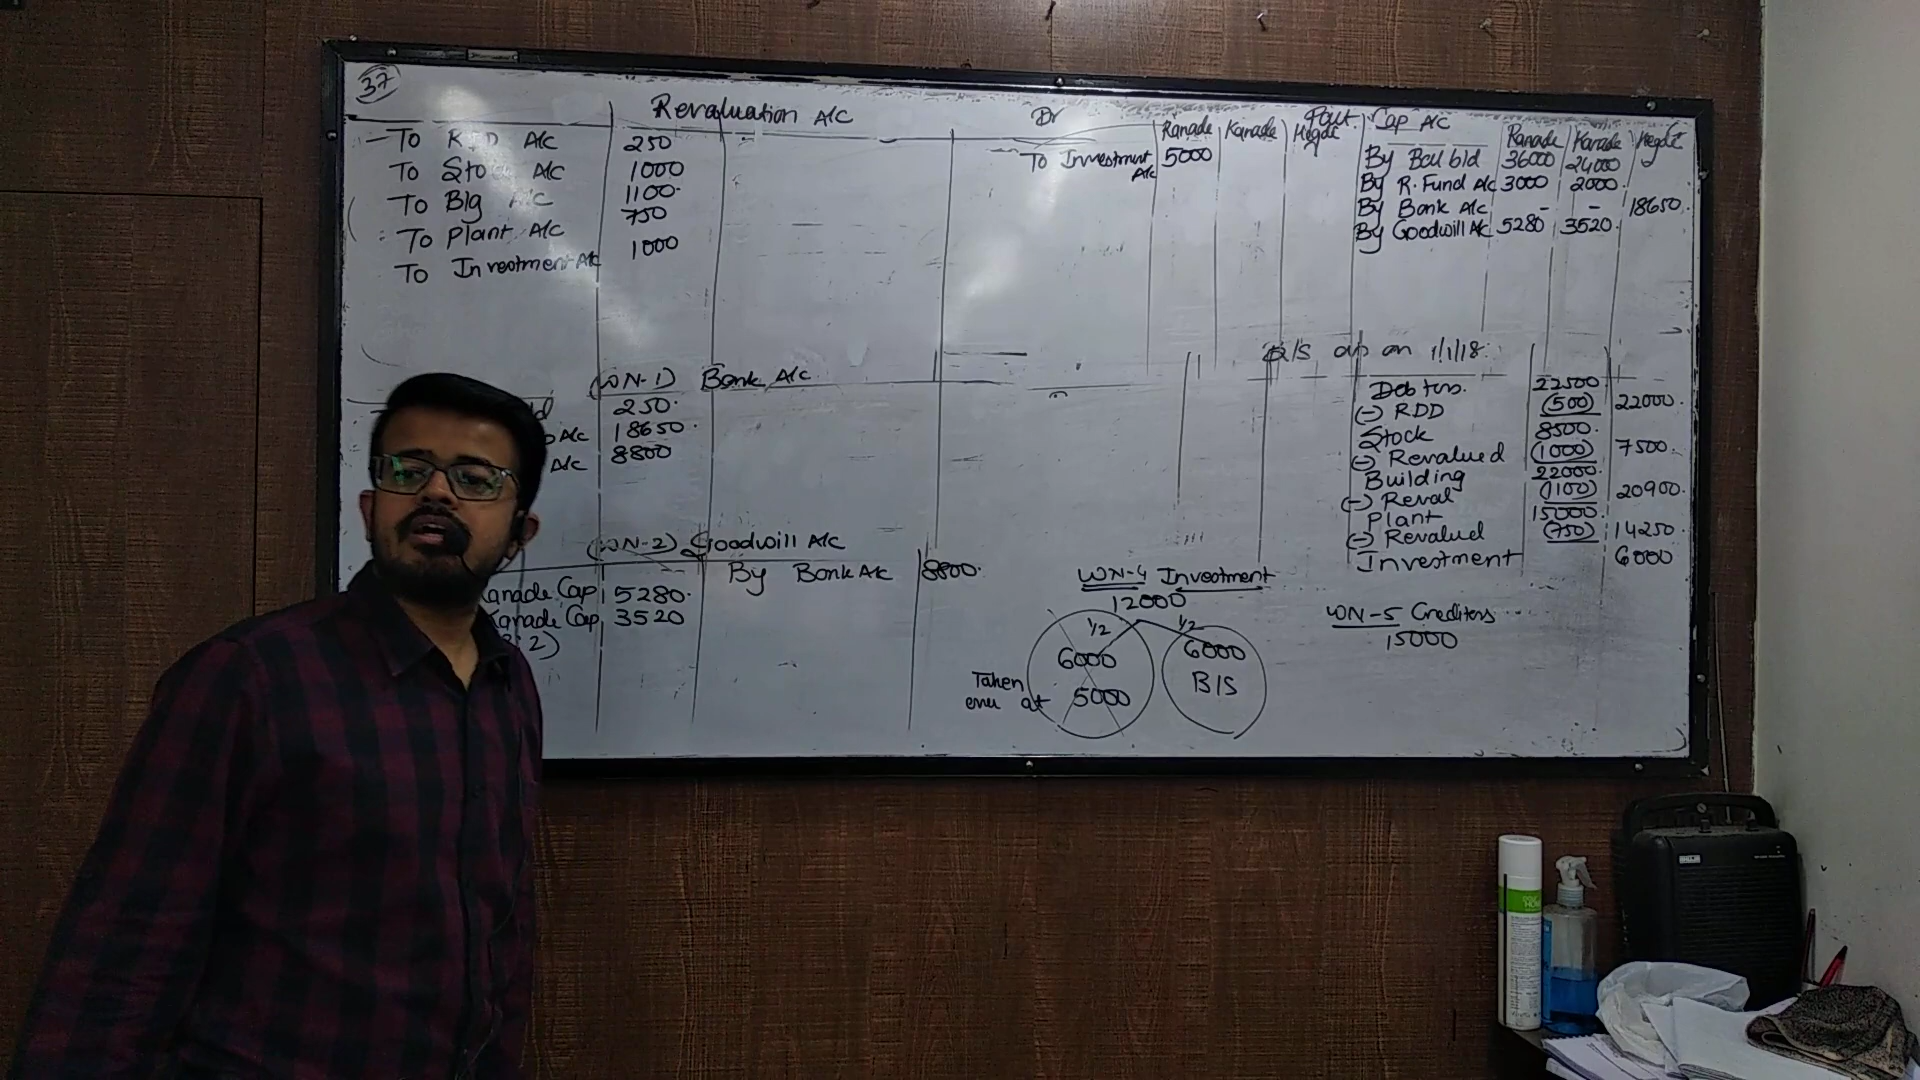 37
Revaluation A/c
To RDD A/c 250
To Stock A/c 1000
To Blg A/c 1100
To Plant A/c 750
To Investment A/c 1000
Dr Part. Cap A/c
Ranade Kanade Hegde Ranade Kanade Hegde
To Investment A/c 5000
By Bal b/d 36000 24000
By R. Fund A/c 3000 2000
By Bank A/c - - 18650
By Goodwill A/c 5280 3520
(WN-1) Bank A/c
250
A/c 18650
A/c 8800
(WN-2) Goodwill A/c
anade Cap 5280 By Bank A/c 8800
Kanade Cap 3520
2)
B/S as on 1/1/18
Debtors 22500
(-) RDD (500) 22000
Stock 8500
(-) Revalued (1000) 7500
Building 22000
(-) Reval (1100) 20900
Plant 15000
(-) Revalued (750) 14250
Investment 6000
WN-4 Investment
12000
1/2 1/2
6000 6000
Taken over at 5000 B/S
WN-5 Creditors
15000